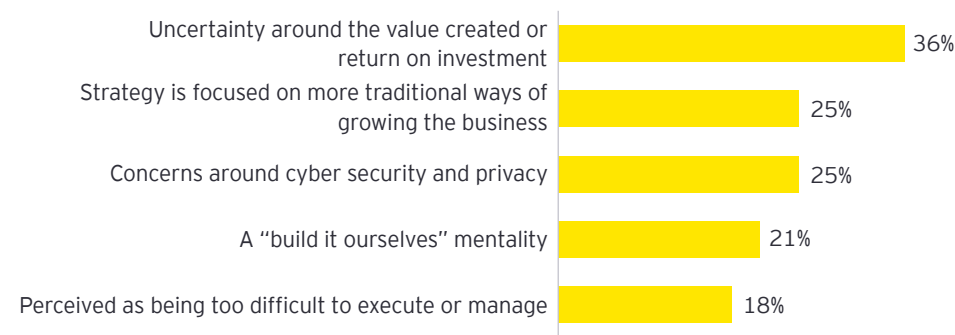 Uncertainty around the value created or
return on investment
36%
Strategy is focused on more traditional ways of
growing the business
25%
Concerns around cyber security and privacy
25%
A “build it ourselves” mentality
21%
Perceived as being too difficult to execute or manage
18%